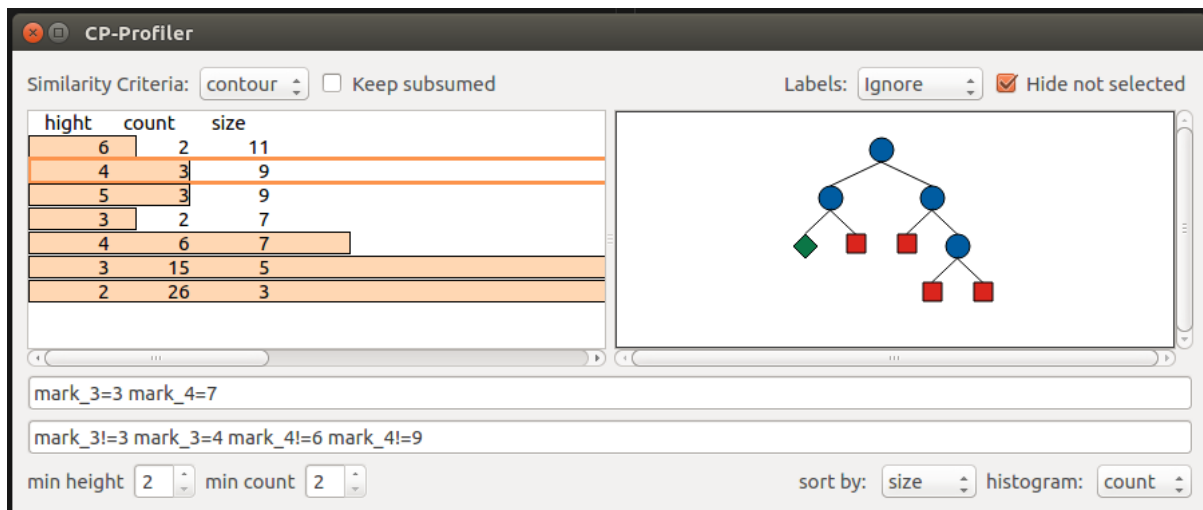 CP-Profiler
Similarity Criteria: contour Keep subsumed Labels: Ignore Hide not selected
hight count size
6 2 11
4 3 9
5 3 9
3 2 7
4 6 7
3 15 5
2 26 3
mark_3=3 mark_4=7
mark_3!=3 mark_3=4 mark_4!=6 mark_4!=9
min height 2 min count 2 sort by: size histogram: count